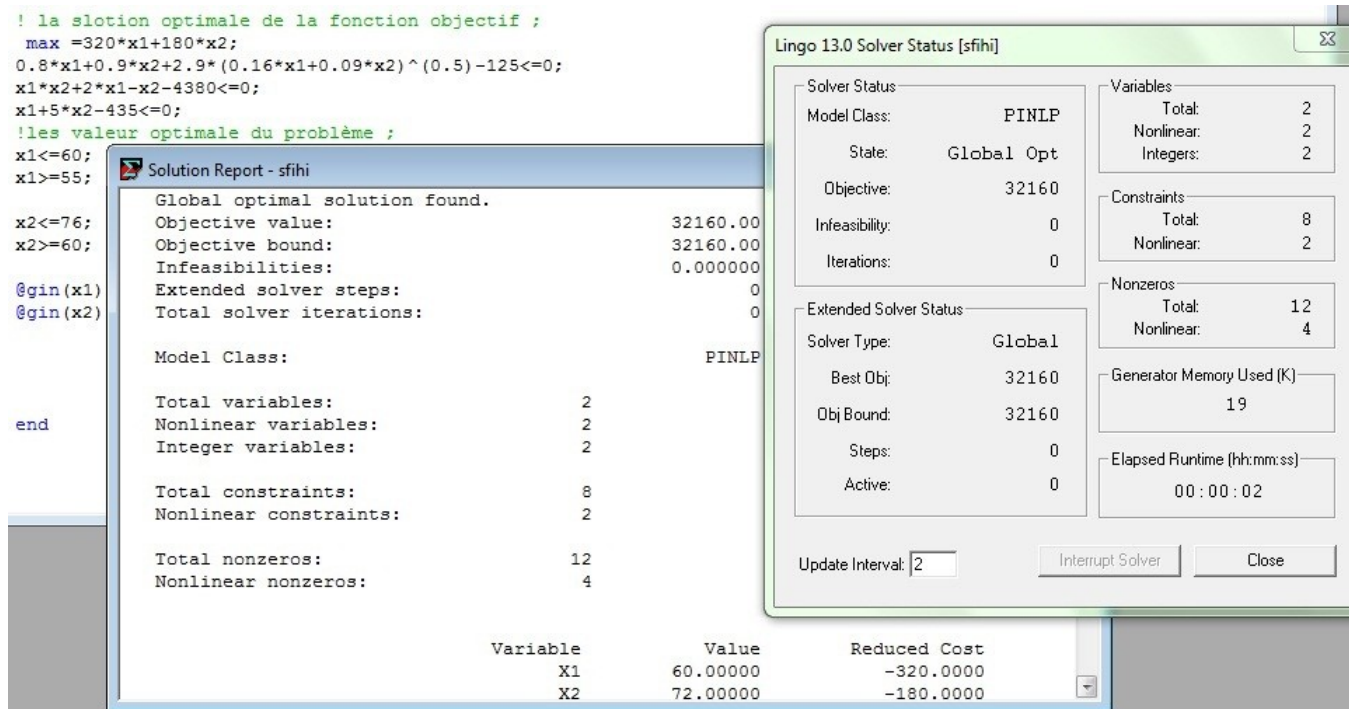 ! la slotion optimale de la fonction objectif ;
max =320*x1+180*x2;
0.8*x1+0.9*x2+2.9*(0.16*x1+0.09*x2)^(0.5)-125<=0;
x1*x2+2*x1-x2-4380<=0;
x1+5*x2-435<=0;
!les valeur optimale du problème ;
x1<=60;
x1>=55;
x2<=76;
x2>=60;
@gin(x1)
@gin(x2)
end
Solution Report - sfihi
Global optimal solution found.
Objective value: 32160.00
Objective bound: 32160.00
Infeasibilities: 0.000000
Extended solver steps: 0
Total solver iterations: 0
Model Class: PINLP
Total variables: 2
Nonlinear variables: 2
Integer variables: 2
Total constraints: 8
Nonlinear constraints: 2
Total nonzeros: 12
Nonlinear nonzeros: 4
Variable Value Reduced Cost
X1 60.00000 -320.0000
X2 72.00000 -180.0000
Lingo 13.0 Solver Status [sfihi]
Solver Status
Model Class: PINLP
State: Global Opt
Objective: 32160
Infeasibility: 0
Iterations: 0
Extended Solver Status
Solver Type: Global
Best Obj: 32160
Obj Bound: 32160
Steps: 0
Active: 0
Variables
Total: 2
Nonlinear: 2
Integers: 2
Constraints
Total: 8
Nonlinear: 2
Nonzeros
Total: 12
Nonlinear: 4
Generator Memory Used (K)
19
Elapsed Runtime (hh:mm:ss)
00:00:02
Update Interval: 2
Interrupt Solver
Close